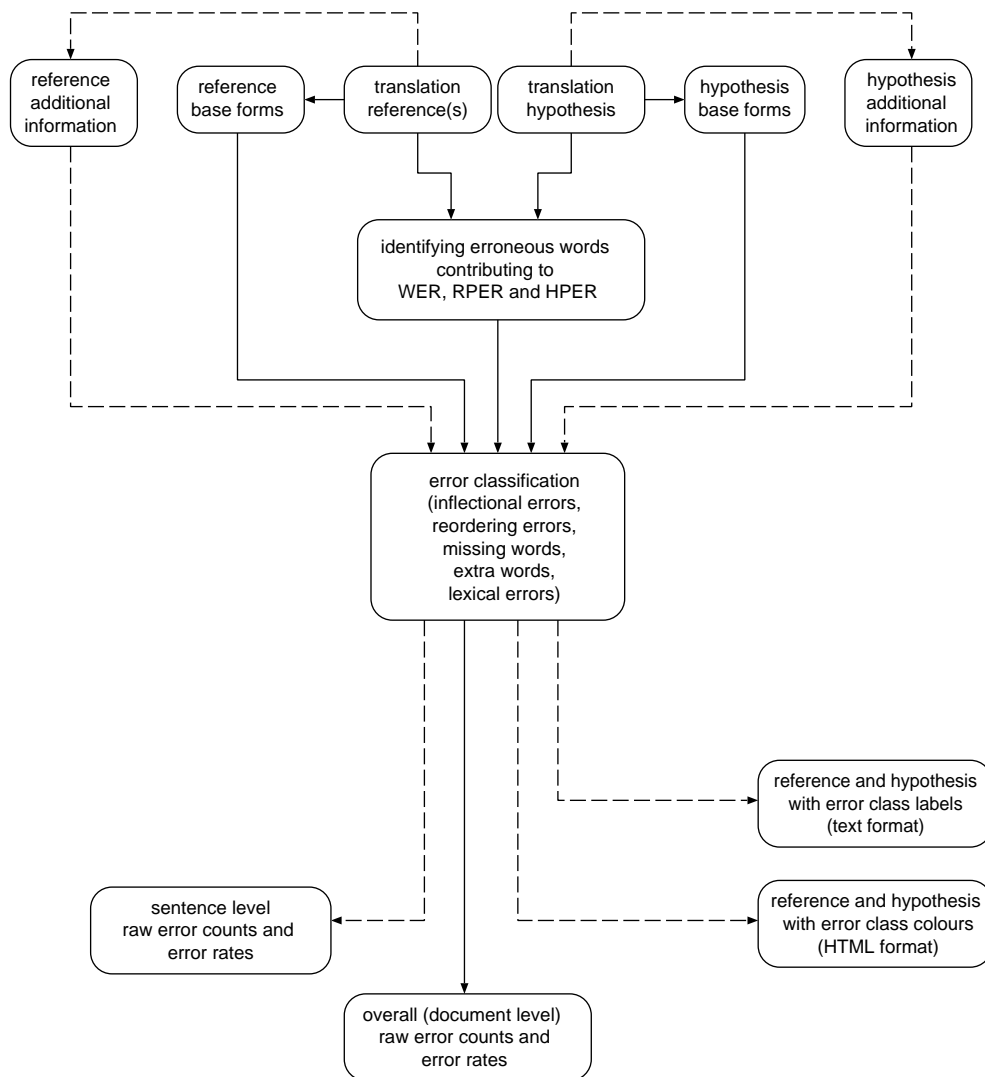 reference
additional
information
reference
base forms
translation
reference(s)
translation
hypothesis
hypothesis
base forms
hypothesis
additional
information
identifying erroneous words
contributing to
WER, RPER and HPER
error classification
(inflectional errors,
reordering errors,
missing words,
extra words,
lexical errors)
reference and hypothesis
with error class labels
(text format)
sentence level
raw error counts and
error rates
reference and hypothesis
with error class colours
(HTML format)
overall (document level)
raw error counts and
error rates